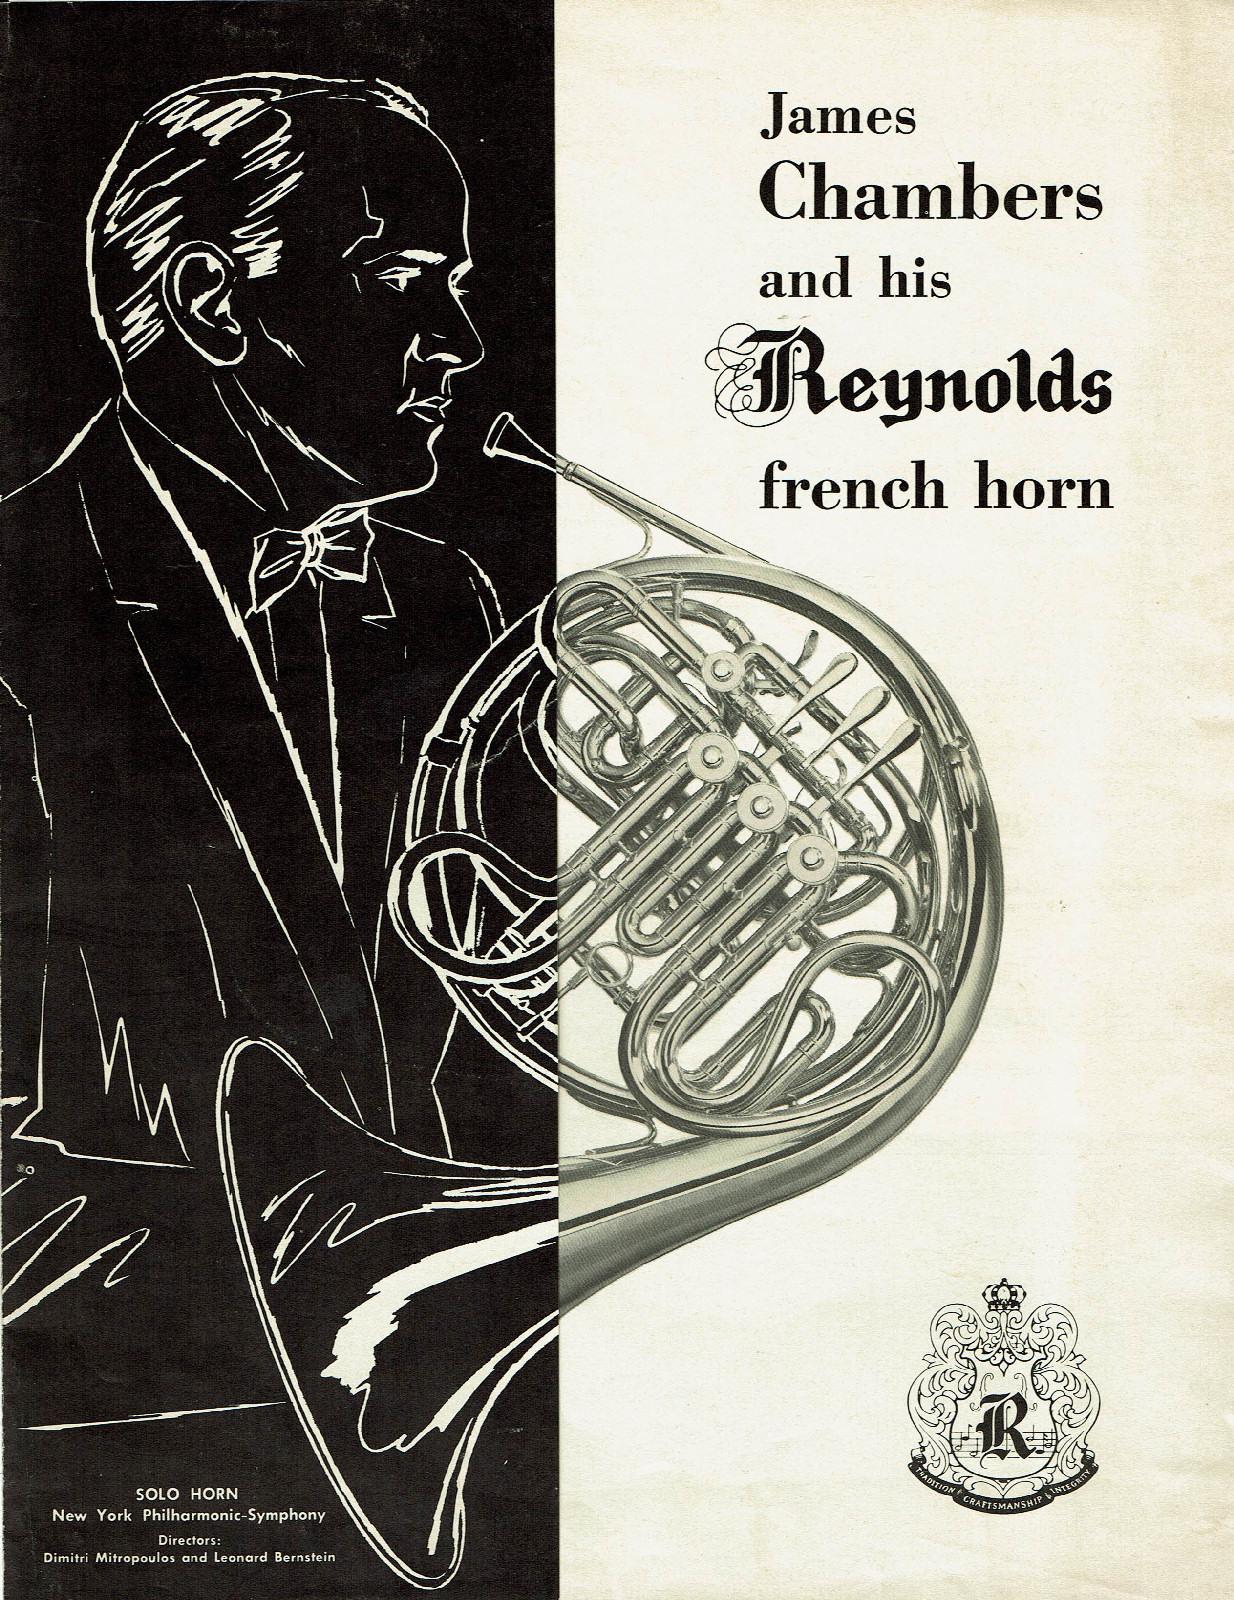 James
Chambers
and his
Reynolds
french horn
R
TRADITION CRAFTSMANSHIP INTEGRITY
SOLO HORN
New York Philharmonic-Symphony
Directors:
Dimitri Mitropoulos and Leonard Bernstein